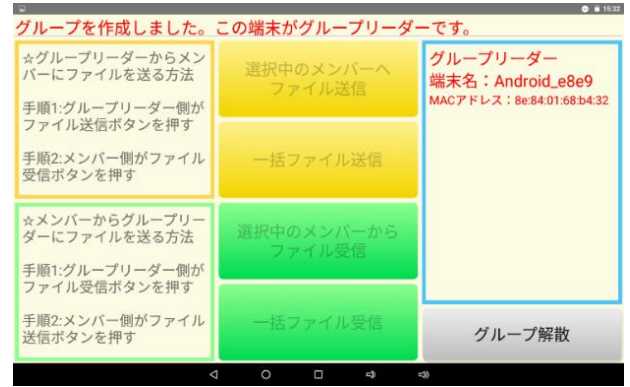 15:32
グループを作成しました。この端末がグループリーダーです。
☆グループリーダーからメン
バーにファイルを送る方法
手順1:グループリーダー側が
ファイル送信ボタンを押す
手順2:メンバー側がファイル
受信ボタンを押す
☆メンバーからグループリー
ダーにファイルを送る方法
手順1:グループリーダー側が
ファイル受信ボタンを押す
手順2:メンバー側がファイル
送信ボタンを押す
選択中のメンバーへ
ファイル送信
一括ファイル送信
選択中のメンバーから
ファイル受信
一括ファイル受信
グループリーダー
端末名：Android_e8e9
MACアドレス：8e:84:01:68:b4:32
グループ解散